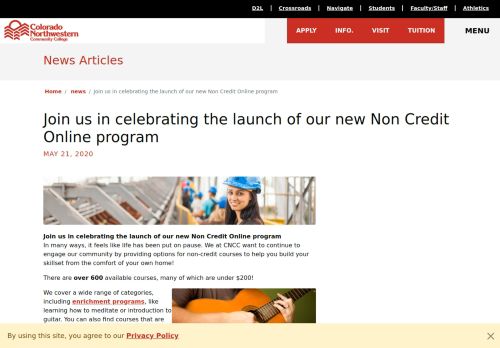 D2L | Crossroads | Navigate | Students | Faculty/Staff | Athletics
Colorado
Northwestern
Community College
APPLY INFO. VISIT TUITION MENU
News Articles
Home / news / Join us in celebrating the launch of our new Non Credit Online program
Join us in celebrating the launch of our new Non Credit
Online program
MAY 21, 2020
Join us in celebrating the launch of our new Non Credit Online program
In many ways, it feels like life has been put on pause. We at CNCC want to continue to
engage our community by providing options for non-credit courses to help you build your
skillset from the comfort of your own home!
There are over 600 available courses, many of which are under $200!
We cover a wide range of categories,
including enrichment programs, like
learning how to meditate or introduction to
guitar. You can also find courses that are
By using this site, you agree to our Privacy Policy